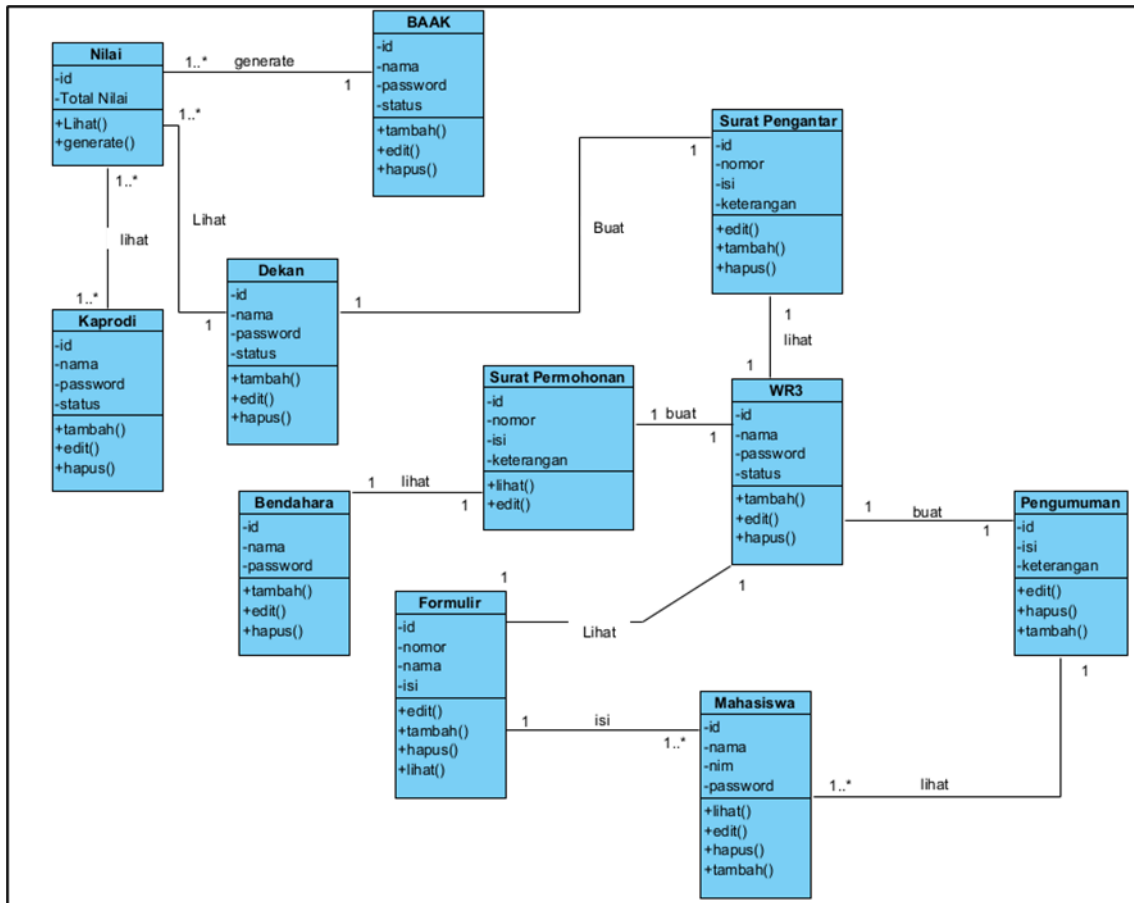 Nilai
-id
-Total Nilai
+Lihat()
+generate()
1..*
generate
1
BAAK
-id
-nama
-password
-status
+tambah()
+edit()
+hapus()
1..*
Lihat
1
1..*
lihat
1..*
Kaprodi
-id
-nama
-password
-status
+tambah()
+edit()
+hapus()
Dekan
-id
-nama
-password
-status
+tambah()
+edit()
+hapus()
1
Buat
1
Surat Pengantar
-id
-nomor
-isi
-keterangan
+edit()
+tambah()
+hapus()
1
lihat
1
Surat Permohonan
-id
-nomor
-isi
-keterangan
+lihat()
+edit()
1
buat
1
WR3
-id
-nama
-password
-status
+tambah()
+edit()
+hapus()
1
lihat
1
Bendahara
-id
-nama
-password
+tambah()
+edit()
+hapus()
1
buat
1
Pengumuman
-id
-isi
-keterangan
+edit()
+hapus()
+tambah()
1
Lihat
1
Formulir
-id
-nomor
-nama
-isi
+edit()
+tambah()
+hapus()
+lihat()
1
isi
1..*
Mahasiswa
-id
-nama
-nim
-password
+lihat()
+edit()
+hapus()
+tambah()
1..*
lihat
1